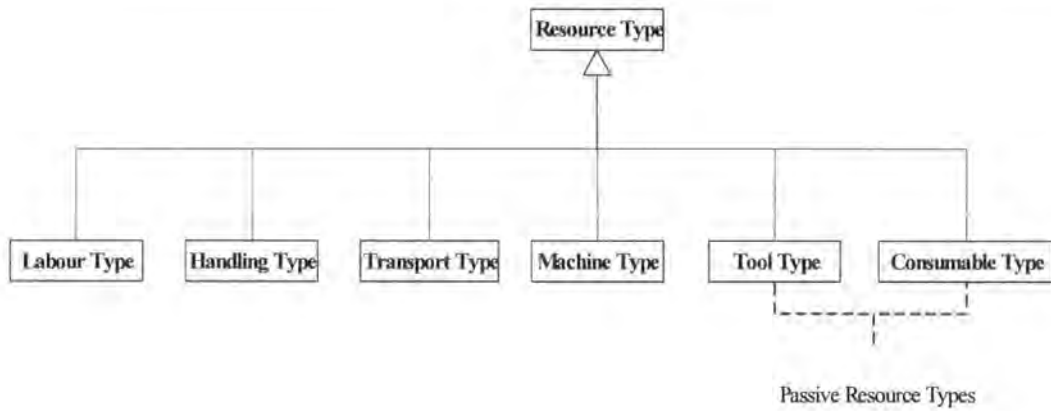 Resource Type
Labour Type
Handling Type
Transport Type
Machine Type
Tool Type
Consumable Type
Passive Resource Types